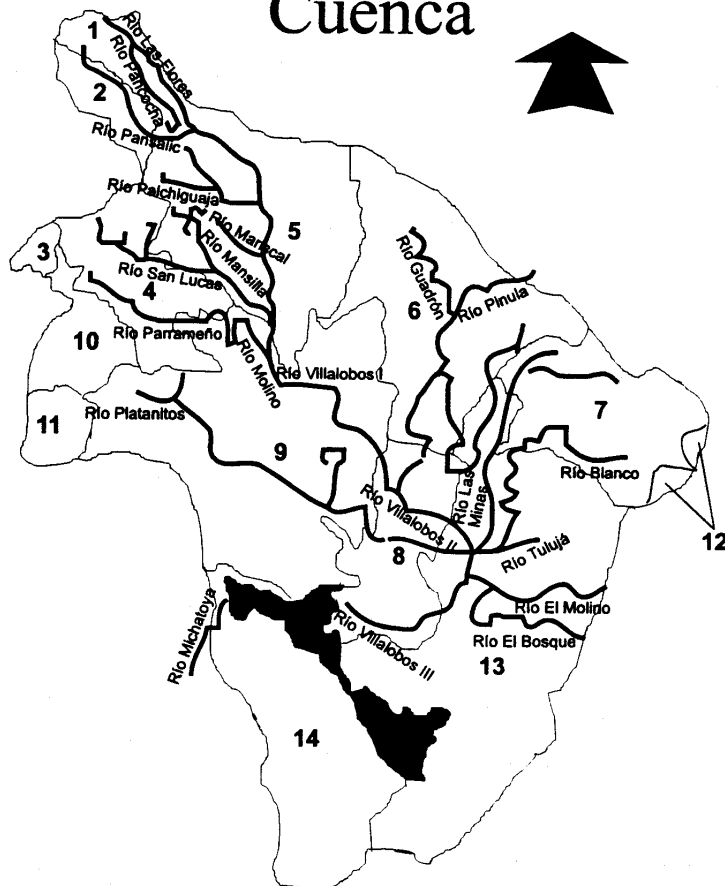 Cuenca
1
Río Las Flores
Río Pancocha
2
Río Pansalic
Río Palchiguaja
5
7
Río Mariscal
Río Mansilla
3
Río San Lucas
4
6
Río Guadrón
Río Pinula
10
Río Parrameño
Río Molino
Río Villalobos I
11
Río Platanitos
9
7
Río Blanco
Río Las
Minas
Río Villalobos II
12
8
Río Tulujá
Río Michatoya
Río El Molino
Río Villalobos III
Río El Bosque
13
14